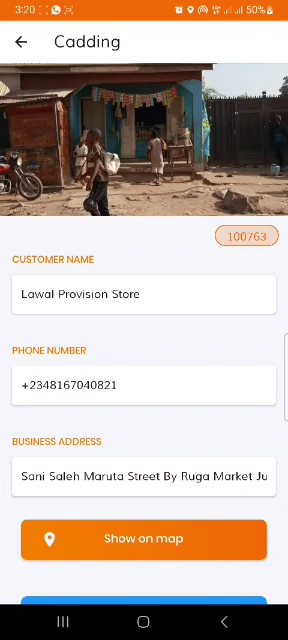 3:20
50%
Cadding
100763
CUSTOMER NAME
Lawal Provision Store
PHONE NUMBER
+2348167040821
BUSINESS ADDRESS
Sani Saleh Maruta Street By Ruga Market Ju
Show on map